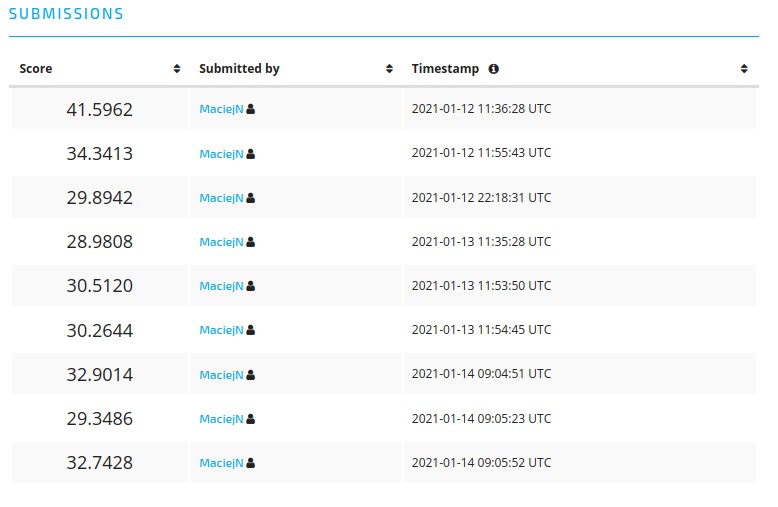 SUBMISSIONS
Score Submitted by Timestamp
41.5962 MaciejN 2021-01-12 11:36:28 UTC
34.3413 MaciejN 2021-01-12 11:55:43 UTC
29.8942 MaciejN 2021-01-12 22:18:31 UTC
28.9808 MaciejN 2021-01-13 11:35:28 UTC
30.5120 MaciejN 2021-01-13 11:53:50 UTC
30.2644 MaciejN 2021-01-13 11:54:45 UTC
32.9014 MaciejN 2021-01-14 09:04:51 UTC
29.3486 MaciejN 2021-01-14 09:05:23 UTC
32.7428 MaciejN 2021-01-14 09:05:52 UTC